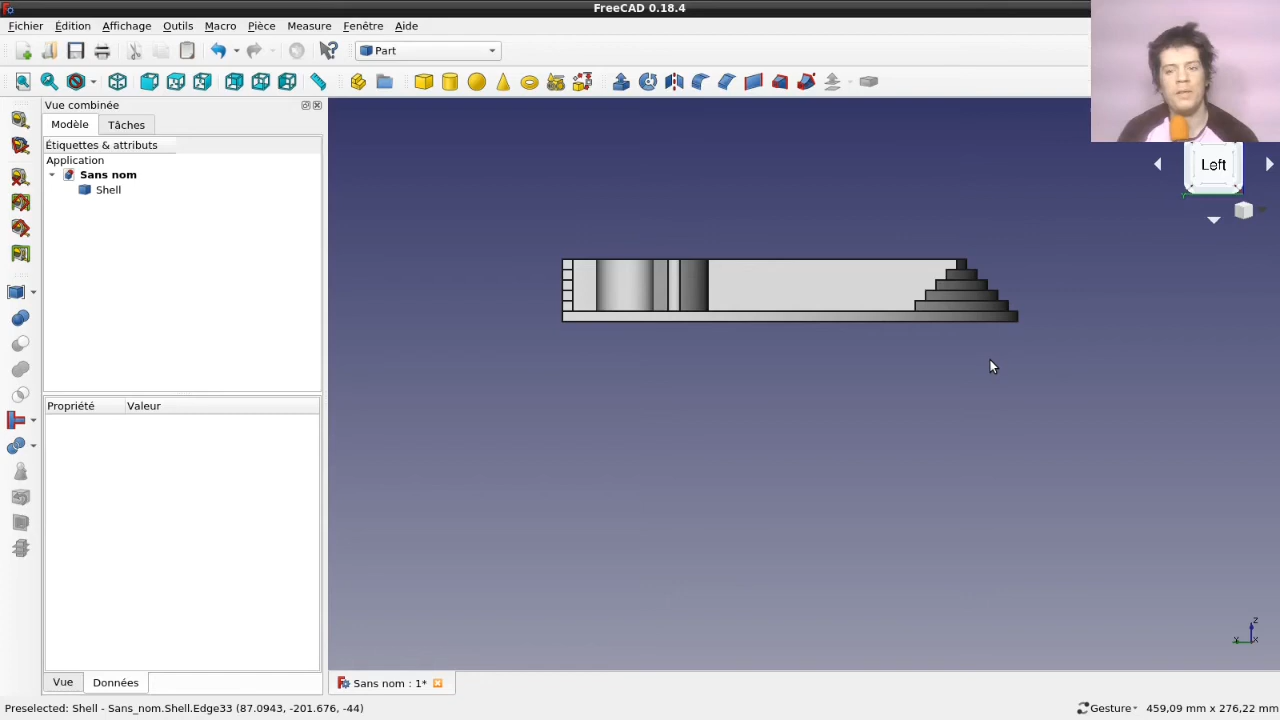 FreeCAD 0.18.4
Fichier Édition Affichage Outils Macro Pièce Measure Fenêtre Aide
Part
Vue combinée
Modèle Tâches
Étiquettes & attributs
Application
Sans nom
Shell
Propriété Valeur
Left
Z
Y
X
Vue Données
Sans nom : 1*
Preselected: Shell - Sans_nom.Shell.Edge33 (87.0943, -201.676, -44)
Gesture 459,09 mm x 276,22 mm